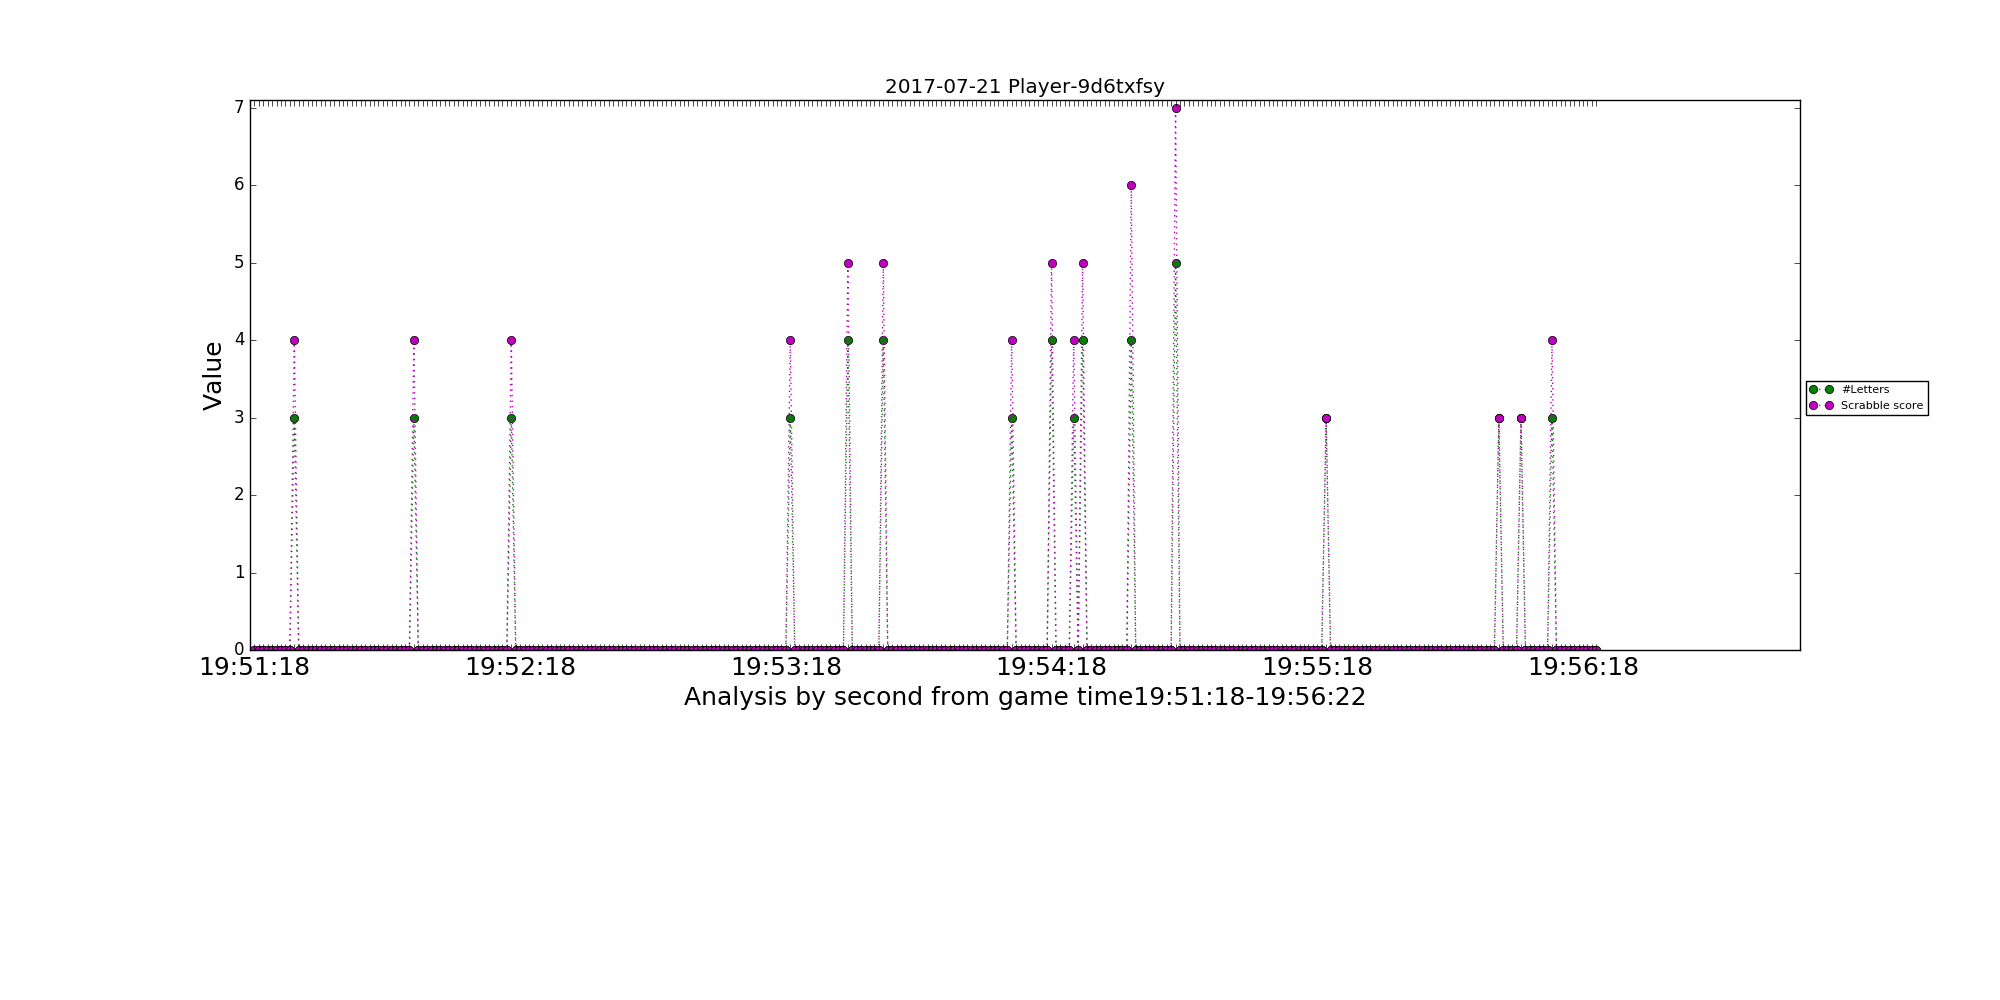 2017-07-21 Player-9d6txfsy
7
6
5
4
3
2
1
0
Value
#Letters
Scrabble score
19:51:18 19:52:18 19:53:18 19:54:18 19:55:18 19:56:18
Analysis by second from game time19:51:18-19:56:22